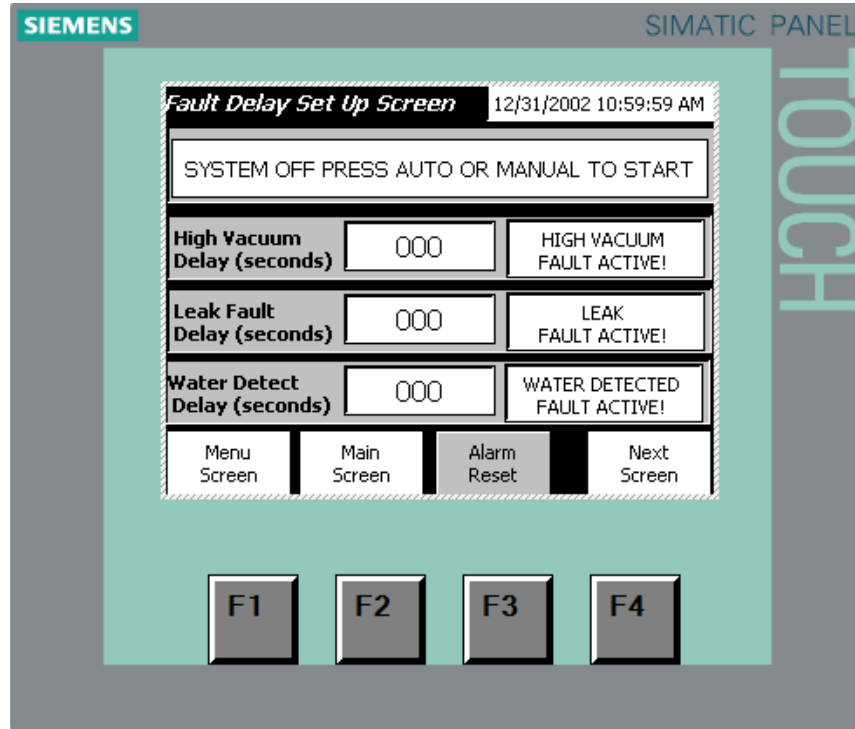 SIEMENS
SIMATIC PANEL
TOUCH
Fault Delay Set Up Screen
12/31/2002 10:59:59 AM
SYSTEM OFF PRESS AUTO OR MANUAL TO START
High Vacuum
Delay (seconds)
000
HIGH VACUUM
FAULT ACTIVE!
Leak Fault
Delay (seconds)
000
LEAK
FAULT ACTIVE!
Water Detect
Delay (seconds)
000
WATER DETECTED
FAULT ACTIVE!
Menu
Screen
Main
Screen
Alarm
Reset
Next
Screen
F1
F2
F3
F4